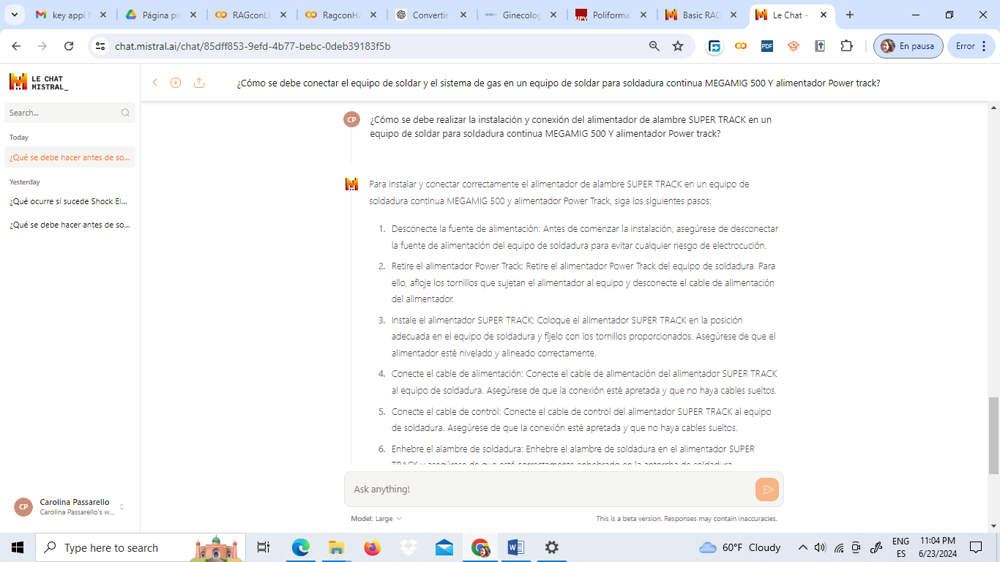 key appi M
Página pri
RAGconLL
RagconHa
Convertir
Ginecolog
Poliforma
Basic RAG
Le Chat -
chat.mistral.ai/chat/85dff853-9efd-4b77-bebc-0deb39183f5b
PDF
En pausa
Error
LE CHAT
MISTRAL_
¿Cómo se debe conectar el equipo de soldar y el sistema de gas en un equipo de soldar para soldadura continua MEGAMIG 500 Y alimentador Power track?
Search...
Today
¿Qué se debe hacer antes de so...
Yesterday
¿Qué ocurre si sucede Shock El...
¿Qué se debe hacer antes de so...
CP
¿Cómo se debe realizar la instalación y conexión del alimentador de alambre SUPER TRACK en un
equipo de soldar para soldadura continua MEGAMIG 500 Y alimentador Power track?
Para instalar y conectar correctamente el alimentador de alambre SUPER TRACK en un equipo de
soldadura continua MEGAMIG 500 y alimentador Power Track, siga los siguientes pasos:
1. Desconecte la fuente de alimentación: Antes de comenzar la instalación, asegúrese de desconectar
la fuente de alimentación del equipo de soldadura para evitar cualquier riesgo de electrocución.
2. Retire el alimentador Power Track: Retire el alimentador Power Track del equipo de soldadura. Para
ello, afloje los tornillos que sujetan el alimentador al equipo y desconecte el cable de alimentación
del alimentador.
3. Instale el alimentador SUPER TRACK: Coloque el alimentador SUPER TRACK en la posición
adecuada en el equipo de soldadura y fíjelo con los tornillos proporcionados. Asegúrese de que el
alimentador esté nivelado y alineado correctamente.
4. Conecte el cable de alimentación: Conecte el cable de alimentación del alimentador SUPER TRACK
al equipo de soldadura. Asegúrese de que la conexión esté apretada y que no haya cables sueltos.
5. Conecte el cable de control: Conecte el cable de control del alimentador SUPER TRACK al equipo
de soldadura. Asegúrese de que la conexión esté apretada y que no haya cables sueltos.
6. Enhebre el alambre de soldadura: Enhebre el alambre de soldadura en el alimentador SUPER
TRACK y asegúrese de que esté correctamente enhebrado en la antorcha de soldadura.
Ask anything!
Model: Large
This is a beta version. Responses may contain inaccuracies.
CP
Carolina Passarello
Carolina Passarello's w...
Type here to search
60°F Cloudy
ENG
ES
11:04 PM
6/23/2024